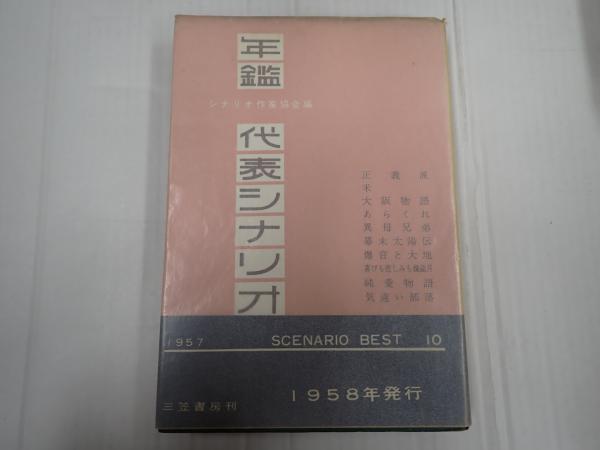 年鑑
代表シナリオ
シナリオ作家協会編
正義派
米
大阪物語
あらくれ
異母兄弟
幕末太陽伝
爆音と大地
喜びも悲しみも幾歳月
純愛物語
気違い部落
1957 SCENARIO BEST 10
1958年発行
三笠書房刊